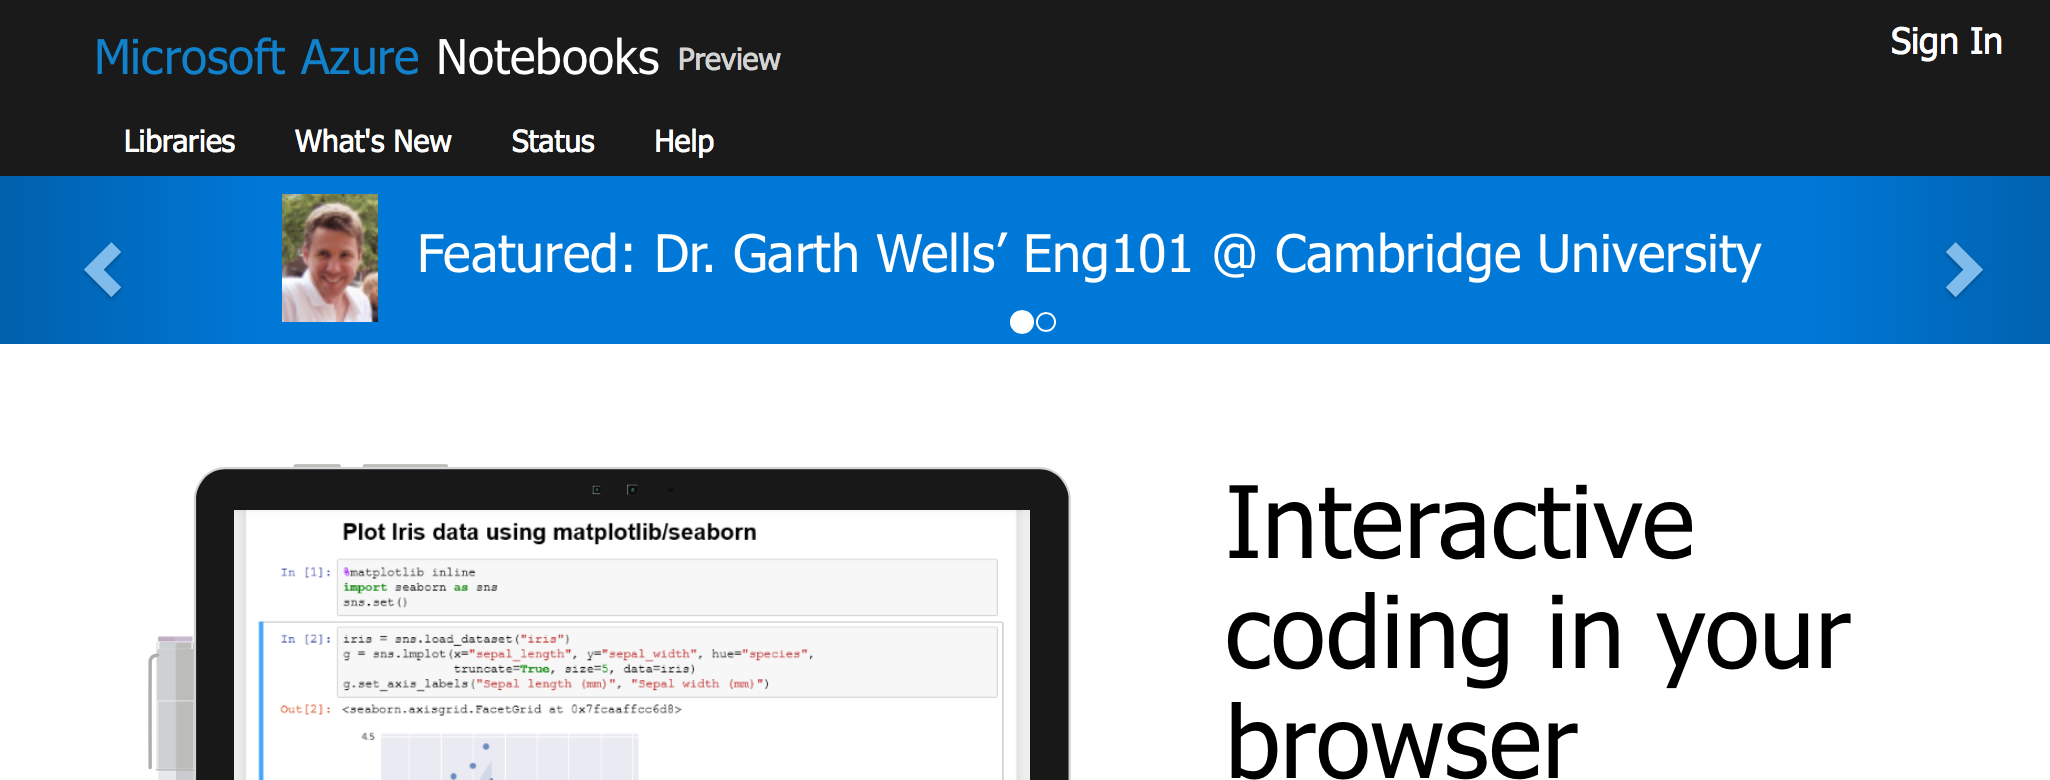 Microsoft Azure Notebooks Preview
Sign In
Libraries What's New Status Help
Featured: Dr. Garth Wells’ Eng101 @ Cambridge University
Plot Iris data using matplotlib/seaborn
In [1]: %matplotlib inline
import seaborn as sns
sns.set()
In [2]: iris = sns.load_dataset("iris")
g = sns.lmplot(x="sepal_length", y="sepal_width", hue="species",
truncate=True, size=5, data=iris)
g.set_axis_labels("Sepal length (mm)", "Sepal width (mm)")
Out[2]: <seaborn.axisgrid.FacetGrid at 0x7fcaaffcc6d8>
4.5
Interactive
coding in your
browser